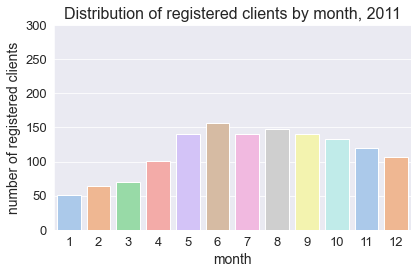 Distribution of registered clients by month, 2011
number of registered clients
300
250
200
150
100
50
0
1 2 3 4 5 6 7 8 9 10 11 12
month